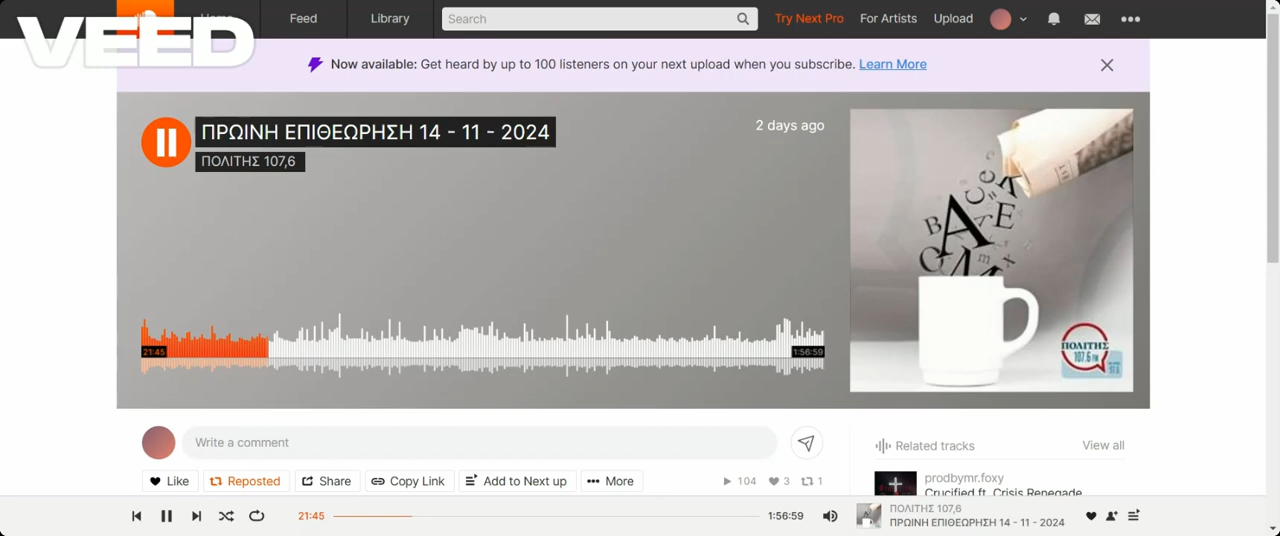 VEED
Home
Feed
Library
Search
Try Next Pro
For Artists
Upload
Now available: Get heard by up to 100 listeners on your next upload when you subscribe. Learn More
ΠΡΩΙΝΗ ΕΠΙΘΕΩΡΗΣΗ 14 - 11 - 2024
2 days ago
ΠΟΛΙΤΗΣ 107,6
ΠΟΛΙΤΗΣ
107.6 FM
21:45
1:56:59
Write a comment
Related tracks
View all
Like
Reposted
Share
Copy Link
Add to Next up
More
104
3
1
prodbymr.foxy
Crucified ft. Crisis Renegade
21:45
1:56:59
ΠΟΛΙΤΗΣ 107,6
ΠΡΩΙΝΗ ΕΠΙΘΕΩΡΗΣΗ 14 - 11 - 2024